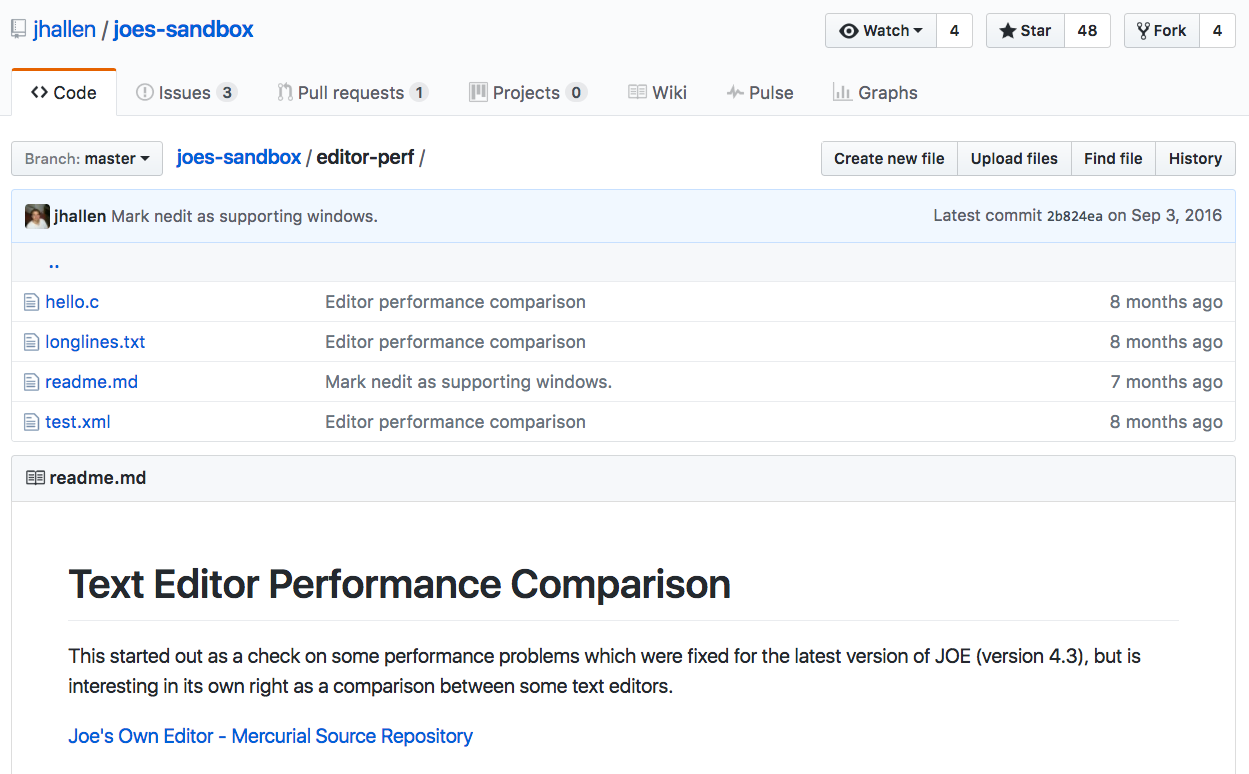 jhallen / joes-sandbox
Watch 4 Star 48 Fork 4
Code Issues 3 Pull requests 1 Projects 0 Wiki Pulse Graphs
Branch: master joes-sandbox / editor-perf / Create new file Upload files Find file History
jhallen Mark nedit as supporting windows. Latest commit 2b824ea on Sep 3, 2016
..
hello.c Editor performance comparison 8 months ago
longlines.txt Editor performance comparison 8 months ago
readme.md Mark nedit as supporting windows. 7 months ago
test.xml Editor performance comparison 8 months ago
readme.md
Text Editor Performance Comparison
This started out as a check on some performance problems which were fixed for the latest version of JOE (version 4.3), but is
interesting in its own right as a comparison between some text editors.
Joe's Own Editor - Mercurial Source Repository